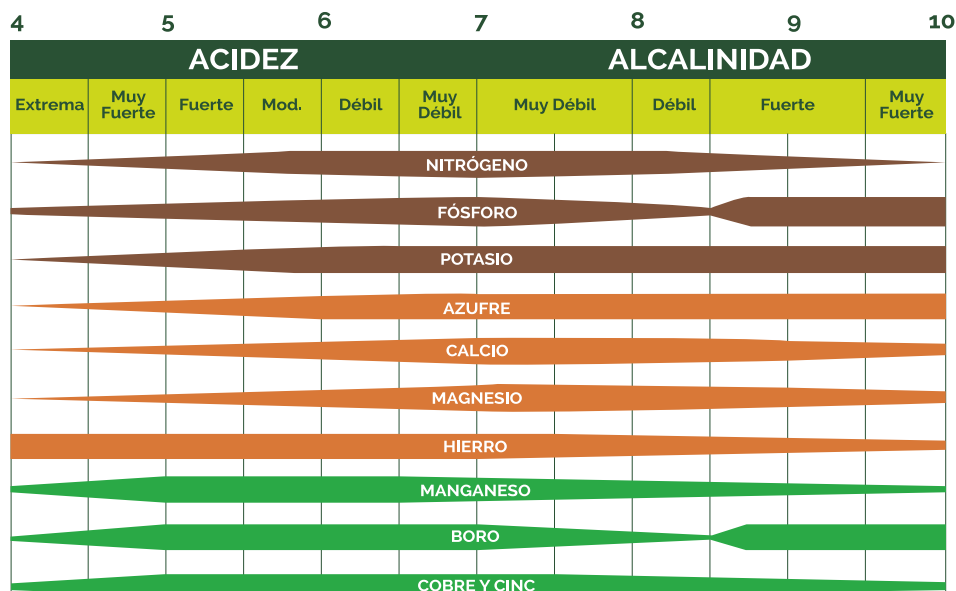 4 5 6 7 8 9 10
ACIDEZ ALCALINIDAD
Extrema Muy Fuerte Fuerte Mod. Débil Muy Débil Muy Débil Débil Fuerte Muy Fuerte
NITRÓGENO
FÓSFORO
POTASIO
AZUFRE
CALCIO
MAGNESIO
HIERRO
MANGANESO
BORO
COBRE Y CINC